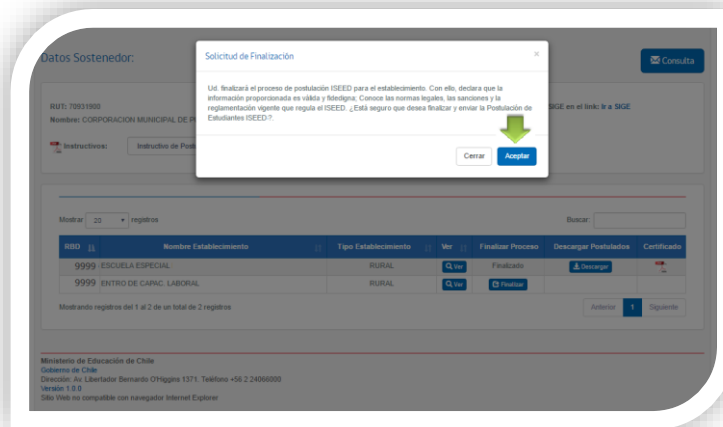 Datos Sostenedor:
Solicitud de Finalización
×
Consulta
Ud. finalizará el proceso de postulación ISEED para el establecimiento. Con ello, declara que la
información proporcionada es válida y fidedigna; Conoce las normas legales, las sanciones y la
reglamentación vigente que regula el ISEED. ¿Está seguro que desea finalizar y enviar la Postulación de
Estudiantes ISEED?.
Cerrar Aceptar
RUT: 70931900
SIGE en el link: Ir a SIGE
Nombre: CORPORACION MUNICIPAL DE
Instructivos: Instructivo de
Mostrar 20 registros Buscar:
RBD Nombre Establecimiento Tipo Establecimiento Ver Finalizar Proceso Descargar Postulados Certificado
9999 ESCUELA ESPECIAL RURAL Ver Finalizado Descargar
9999 ENTRO DE CAPAC. LABORAL RURAL Ver Finalizar
Mostrando registros del 1 al 2 de un total de 2 registros Anterior 1 Siguiente
Ministerio de Educación de Chile
Gobierno de Chile
Dirección: Av. Libertador Bernardo O'Higgins 1371. Teléfono +56 2 24066000
Versión 1.0.0
Sitio Web no compatible con navegador Internet Explorer